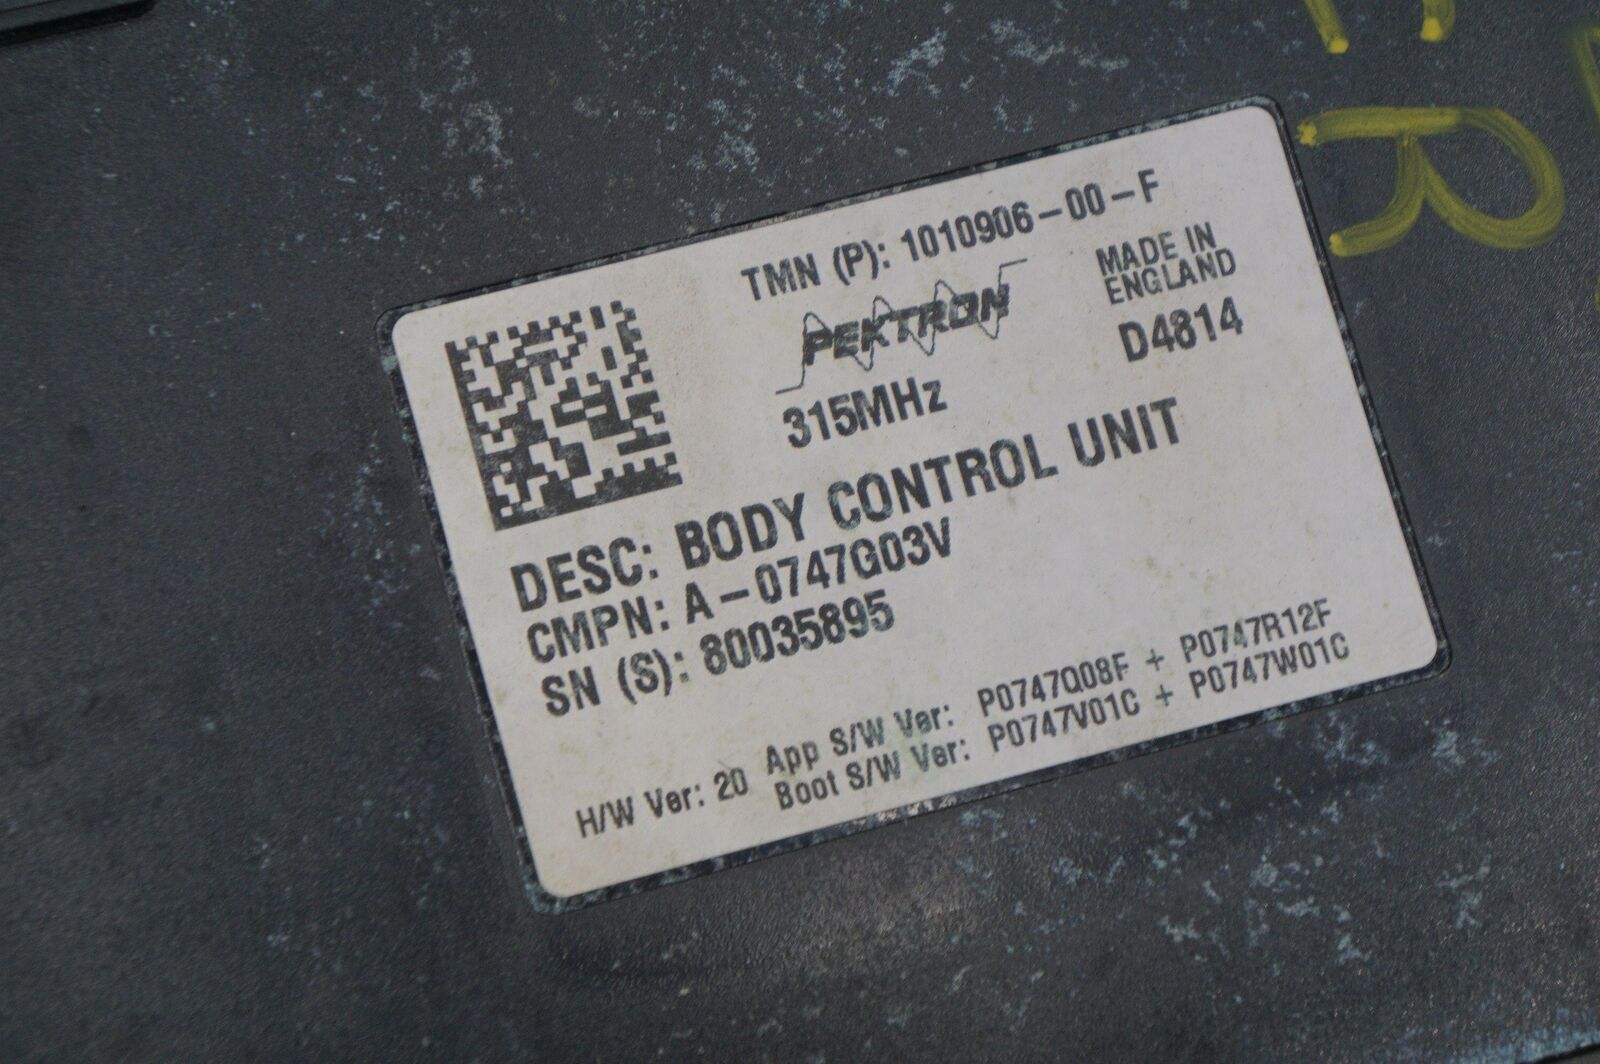 TMN (P): 1010906-00-F
PEKTRON
MADE IN
ENGLAND
315MHz
D4814
DESC: BODY CONTROL UNIT
CMPN: A-0747G03V
SN (S): 80035895
H/W Ver: 20
App S/W Ver: P0747Q08F + P0747R12F
Boot S/W Ver: P0747V01C + P0747W01C
R